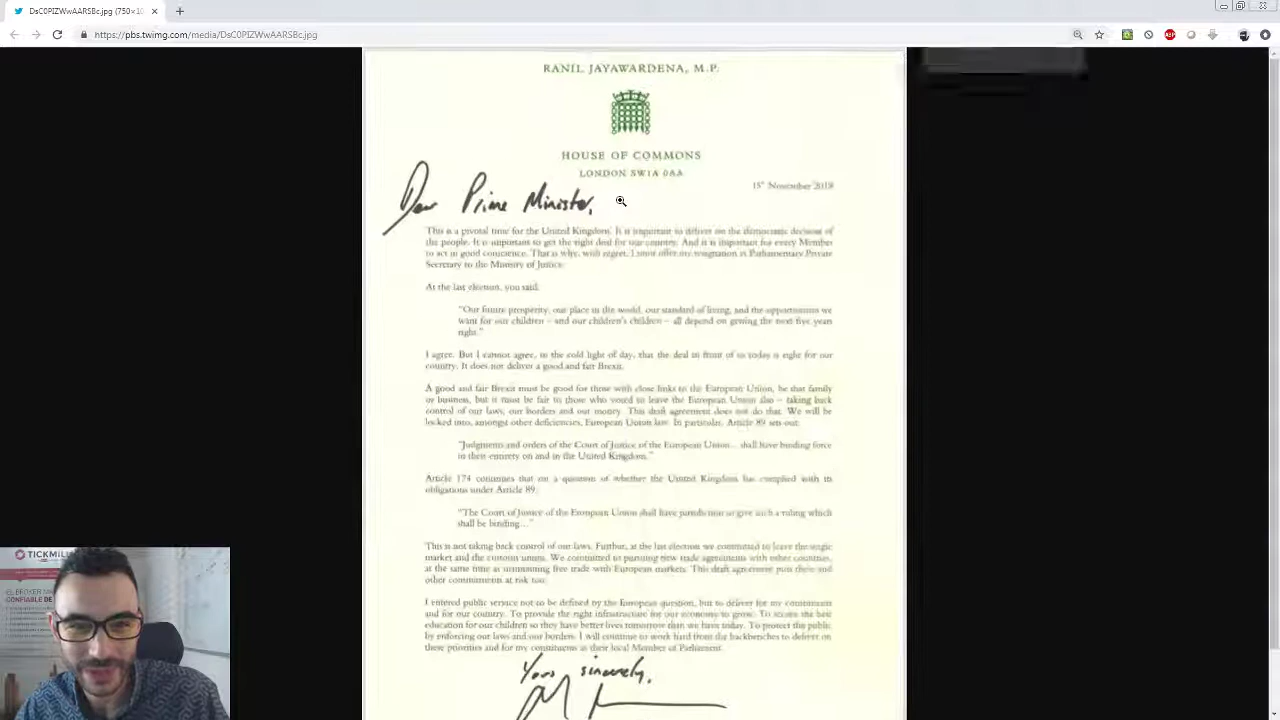 DsC0PIZWwAARSBc.jpg (750×10
https://pbs.twimg.com/media/DsC0PIZWwAARSBc.jpg
RANIL JAYAWARDENA, M.P.
HOUSE OF COMMONS
LONDON SW1A 0AA
15th November 2018
Dear Prime Minister,
This is a pivotal time for the United Kingdom. It is important to deliver on the democratic decision of
the people. It is important to get the right deal for our country. And it is important for every Member
to act in good conscience. That is why, with regret, I must offer my resignation as Parliamentary Private
Secretary to the Ministry of Justice.
At the last election, you said:
"Our future prosperity, our place in the world, our standard of living, and the opportunities we
want for our children – and our children's children – all depend on getting the next five years
right."
I agree. But I cannot agree, in the cold light of day, that the deal in front of us today is right for our
country. It does not deliver a good and fair Brexit.
A good and fair Brexit must be good for those with close links to the European Union, be that family
or business, but it must be fair to those who voted to leave the European Union also – taking back
control of our laws, our borders and our money. This draft agreement does not do that. We will be
locked into, amongst other deficiencies, European Union law. In particular, Article 89 sets out:
"Judgments and orders of the Court of Justice of the European Union... shall have binding force
in their entirety on and in the United Kingdom."
Article 174 continues that on a question of whether the United Kingdom has complied with its
obligations under Article 89:
"The Court of Justice of the European Union shall have jurisdiction to give such a ruling which
shall be binding..."
This is not taking back control of our laws. Further, at the last election we committed to leave the single
market and the customs union. We committed to pursuing new trade agreements with other countries,
at the same time as maintaining free trade with European markets. This draft agreement puts these and
other commitments at risk too.
I entered public service not to be defined by the European question, but to deliver for my constituents
and for our country. To provide the right infrastructure for our economy to grow. To secure the best
education for our children so they have better lives tomorrow than we have today. To protect the public
by enforcing our laws and our borders. I will continue to work hard from the backbenches to deliver on
these priorities and for my constituents as their local Member of Parliament.
Yours sincerely,
TICKMILL
EL BROKER
CONFIABLE DE